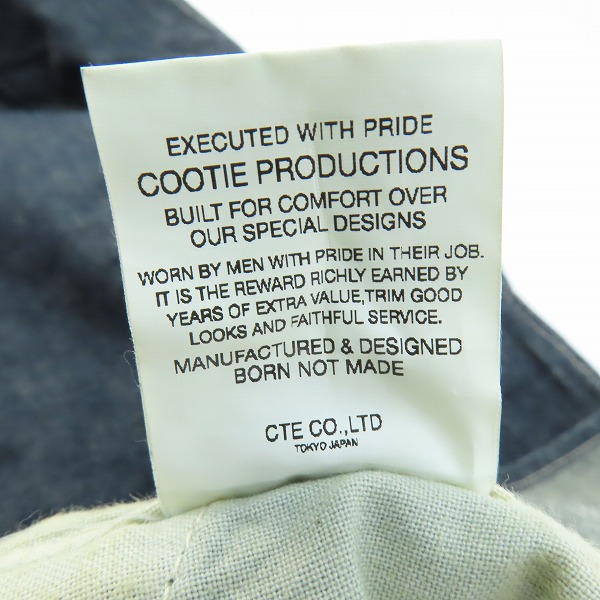 EXECUTED WITH PRIDE
COOTIE PRODUCTIONS
BUILT FOR COMFORT OVER
OUR SPECIAL DESIGNS
WORN BY MEN WITH PRIDE IN THEIR JOB.
IT IS THE REWARD RICHLY EARNED BY
YEARS OF EXTRA VALUE,TRIM GOOD
LOOKS AND FAITHFUL SERVICE.
MANUFACTURED & DESIGNED
BORN NOT MADE
CTE CO.,LTD
TOKYO JAPAN